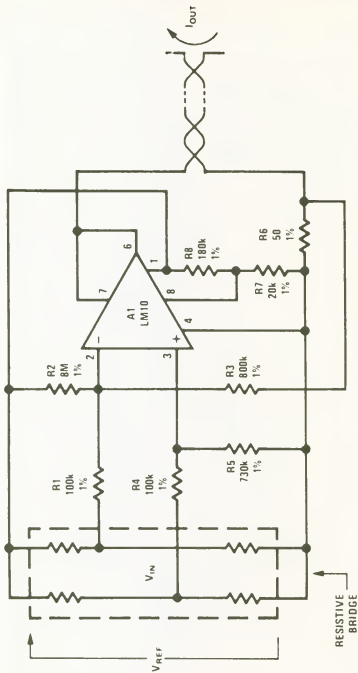 VREF
RESISTIVE
BRIDGE
VIN
R1
100k
1%
R4
100k
1%
R2
8M
1%
R5
730k
1%
R3
800k
1%
2
3
−
+
A1
LM10
7
6
1
8
4
R8
180k
1%
R7
20k
1%
R6
50
1%
IOUT